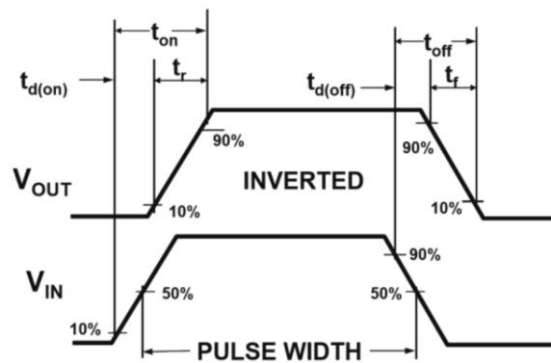 t_on
t_off
t_d(on)
t_r
t_d(off)
t_f
90%
90%
V_OUT
INVERTED
10%
10%
90%
V_IN
50%
50%
10%
PULSE WIDTH